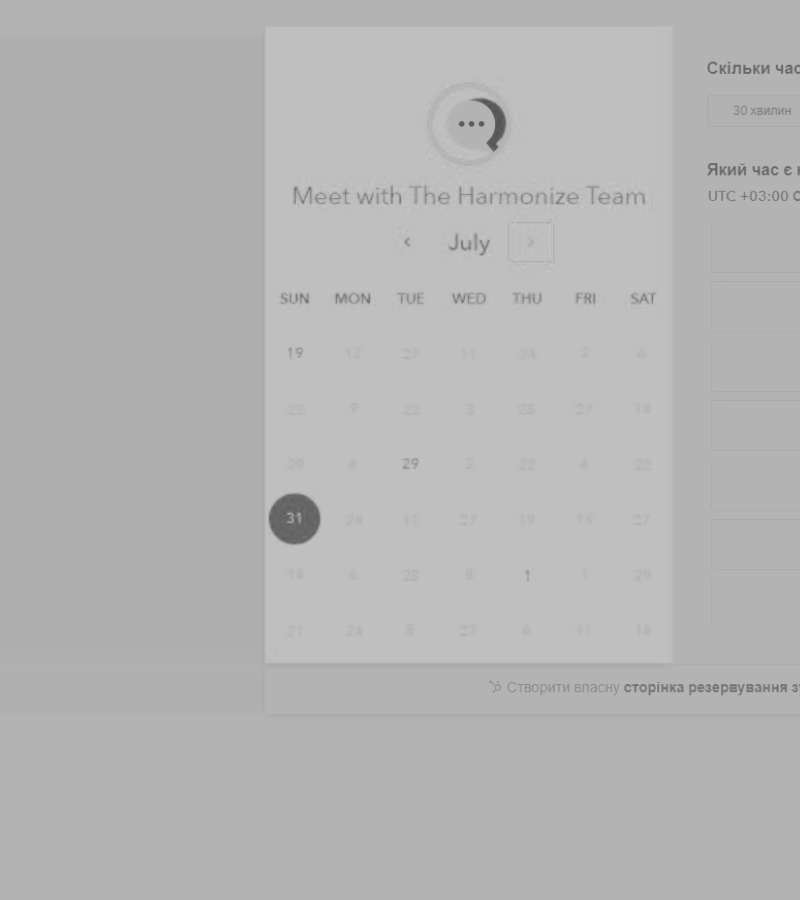 Meet with The Harmonize Team
July
SUN MON TUE WED THU FRI SAT
19 12 27 11 24 2 4
22 9 22 3 28 27 14
29 4 29 2 22 4 22
31 24 11 27 19 14 27
14 6 28 8 1 1 29
21 24 5 27 6 11 16
Скільки час
30 хвилин
Який час є
UTC +03:00
Створити власну сторінка резервування